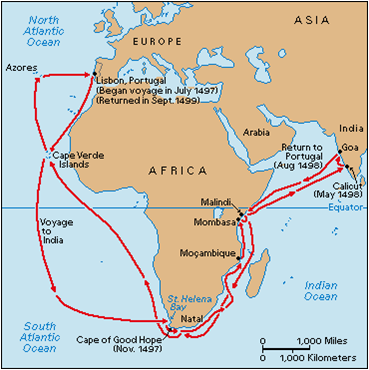 North
Atlantic
Ocean
ASIA
EUROPE
Azores
Lisbon, Portugal
(Began voyage in July 1497)
(Returned in Sept. 1499)
Arabia
India
Return to
Portugal
(Aug 1498)
Goa
Cape Verde
Islands
AFRICA
Calicut
(May 1498)
Malindi
Equator
Mombasa
Voyage
to
India
Moçambique
St. Helena
Bay
Indian
Ocean
Natal
South
Atlantic
Ocean
Cape of Good Hope
(Nov. 1497)
0 1,000 Miles
0 1,000 Kilometers